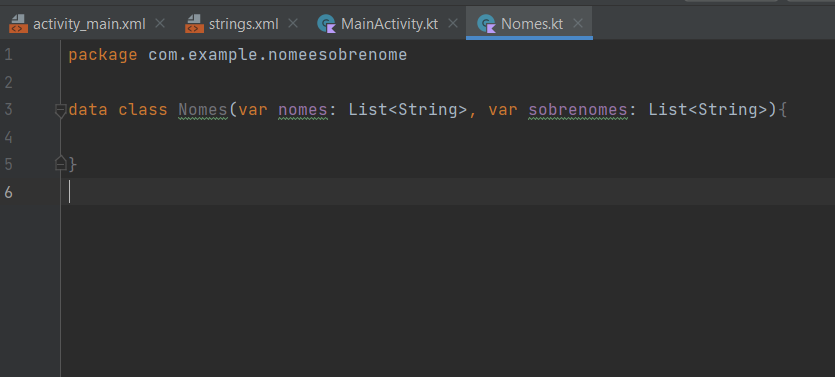 activity_main.xml strings.xml MainActivity.kt Nomes.kt
1 package com.example.nomeesobrenome
2
3 data class Nomes(var nomes: List<String>, var sobrenomes: List<String>){
4
5 }
6